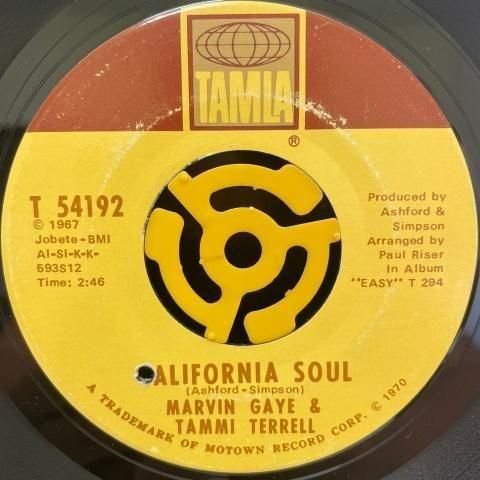 TAMLA
®
T 54192
© 1967
Jobete-BMI
AI-SI-K-K-
593S12
Time: 2:46
Produced by
Ashford &
Simpson
Arranged by
Paul Riser
In Album
"EASY" T 294
ALIFORNIA SOUL
(Ashford-Simpson)
MARVIN GAYE &
TAMMI TERRELL
A TRADEMARK OF MOTOWN RECORD CORP. © 1970